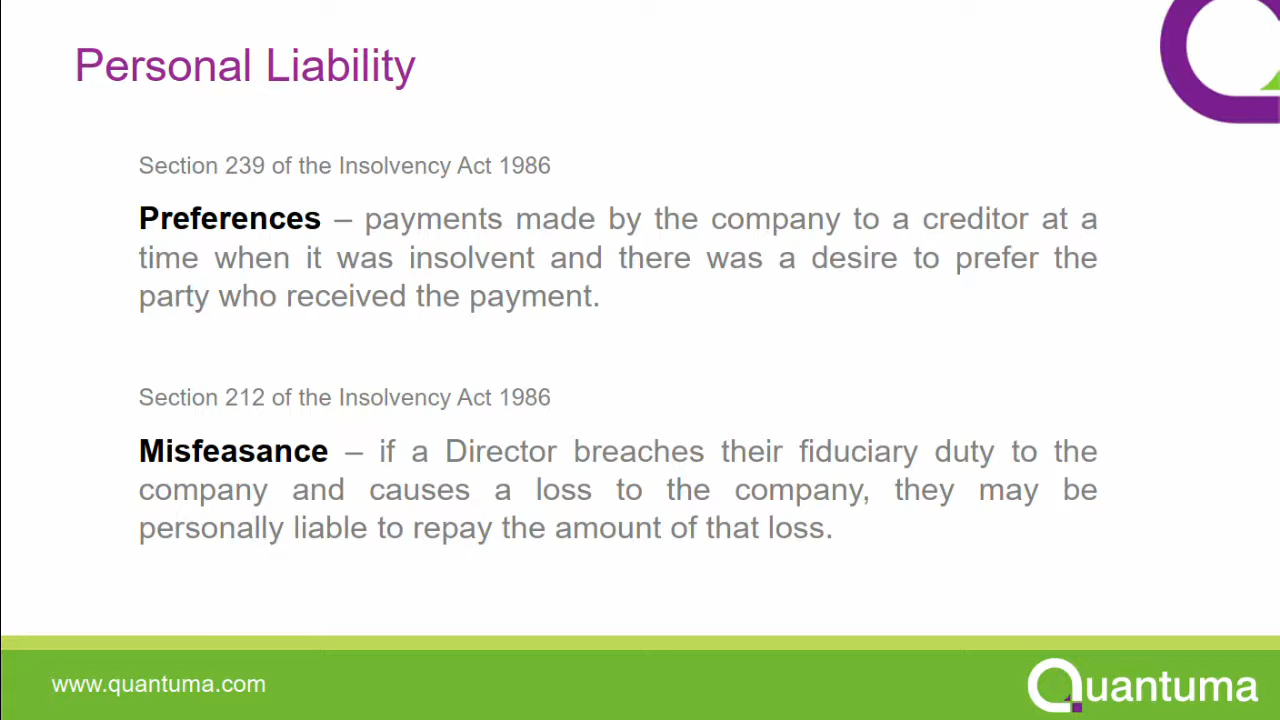 Personal Liability
Section 239 of the Insolvency Act 1986
Preferences – payments made by the company to a creditor at a
time when it was insolvent and there was a desire to prefer the
party who received the payment.
Section 212 of the Insolvency Act 1986
Misfeasance – if a Director breaches their fiduciary duty to the
company and causes a loss to the company, they may be
personally liable to repay the amount of that loss.
www.quantuma.com
Quantuma